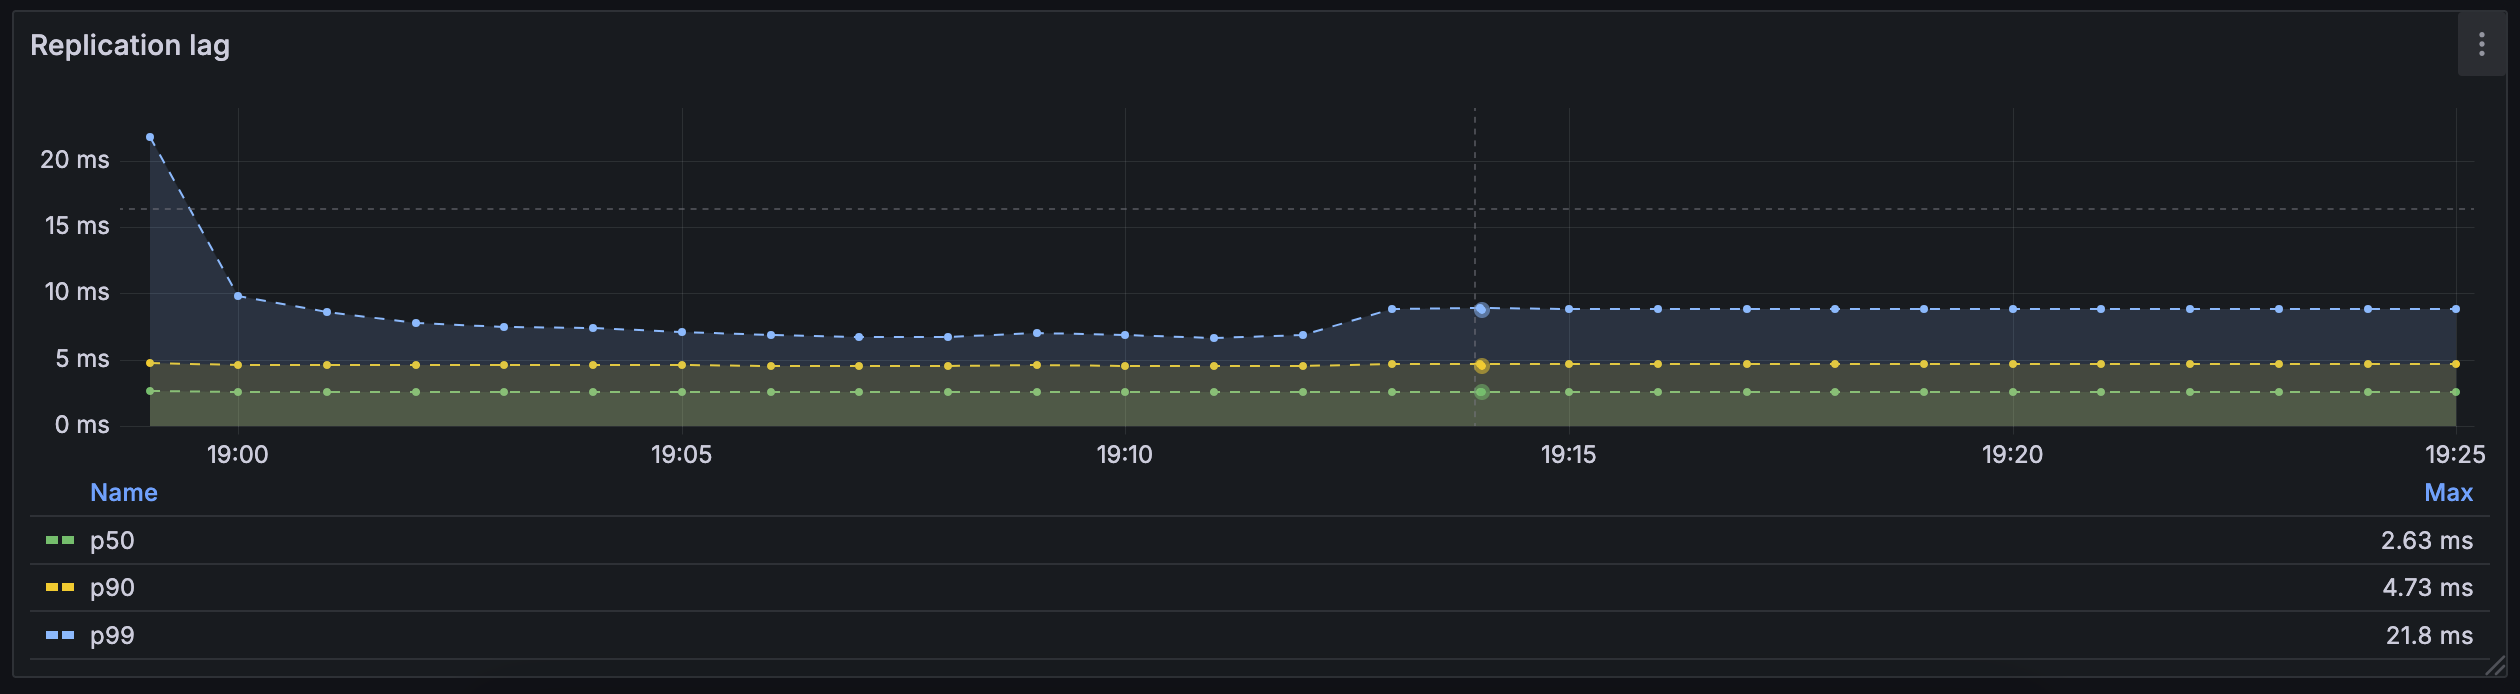 Replication lag
20 ms
15 ms
10 ms
5 ms
0 ms
19:00 19:05 19:10 19:15 19:20 19:25
Name Max
p50 2.63 ms
p90 4.73 ms
p99 21.8 ms